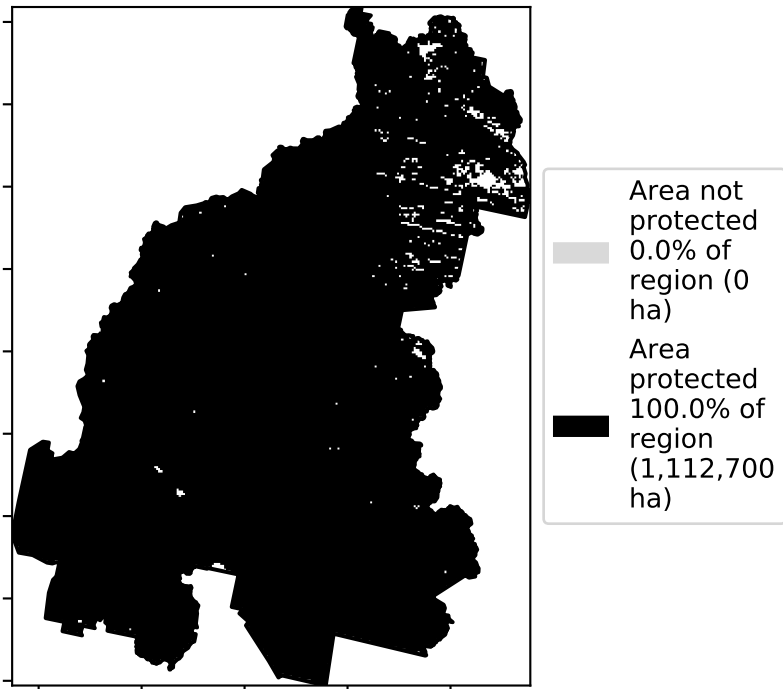 Area not
protected
0.0% of
region (0
ha)
Area
protected
100.0% of
region
(1,112,700
ha)